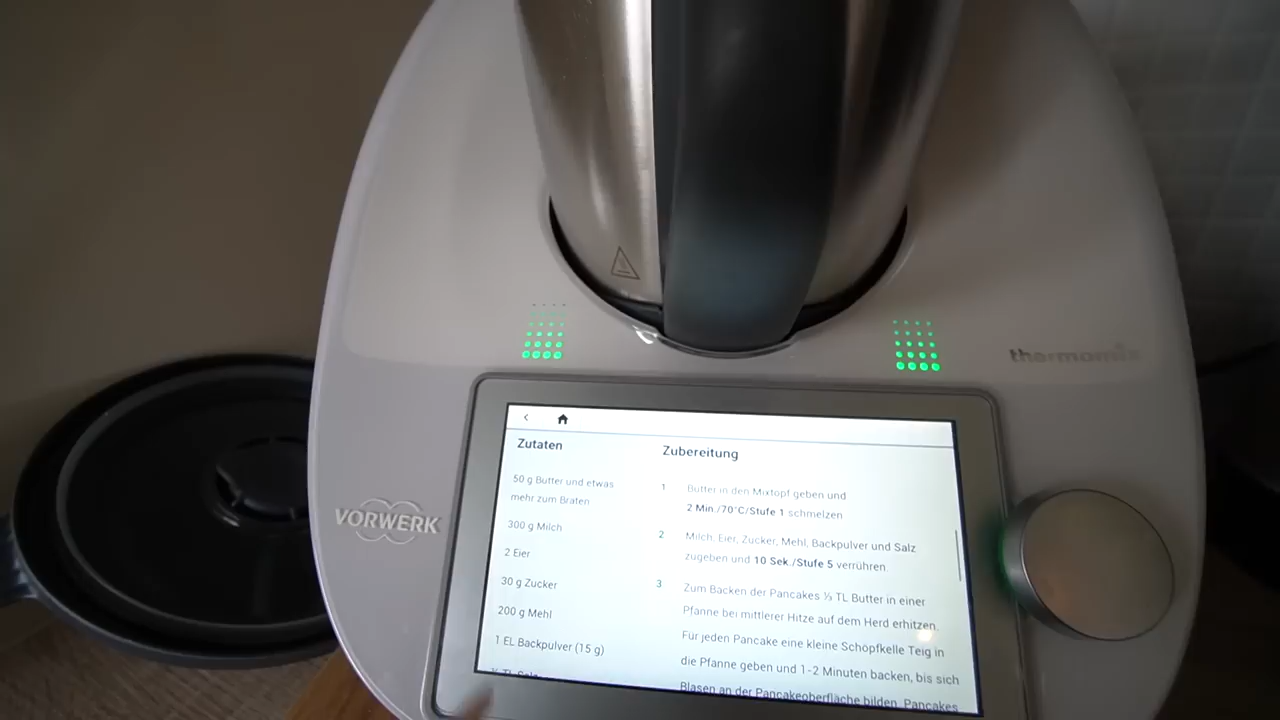 thermomix
Zutaten
50 g Butter und etwas
mehr zum Braten
300 g Milch
2 Eier
30 g Zucker
200 g Mehl
1 EL Backpulver (15 g)
TL Salz
Zubereitung
1 Butter in den Mixtopf geben und
2 Min./70°C/Stufe 1 schmelzen
2 Milch, Eier, Zucker, Mehl, Backpulver und Salz
zugeben und 10 Sek./Stufe 5 verrühren.
3 Zum Backen der Pancakes ⅓ TL Butter in einer
Pfanne bei mittlerer Hitze auf dem Herd erhitzen.
Für jeden Pancake eine kleine Schöpfkelle Teig in
die Pfanne geben und 1-2 Minuten backen, bis sich
Blasen an der Pancakeoberfläche bilden. Pancakes
VORWERK